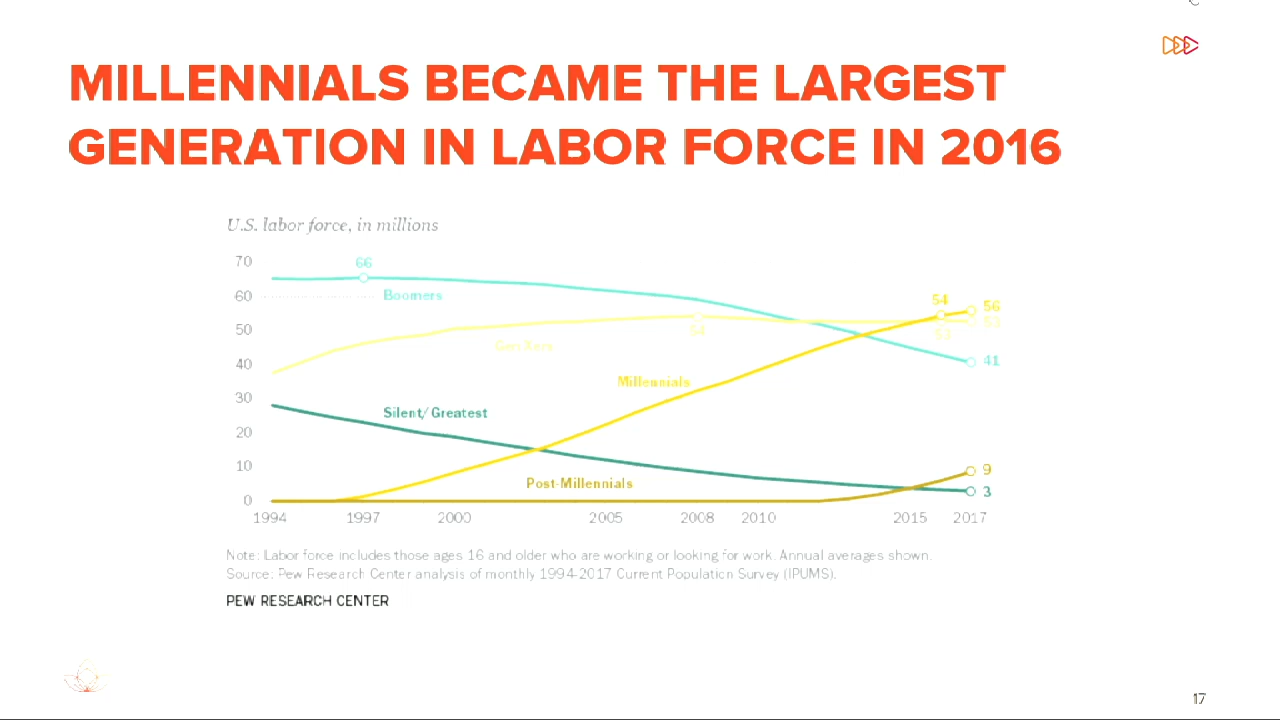 MILLENNIALS BECAME THE LARGEST
GENERATION IN LABOR FORCE IN 2016
U.S. labor force, in millions
70
66
60
Boomers
54
56
53
50
54
53
Gen Xers
40
41
Millennials
30
Silent/Greatest
20
10
9
Post-Millennials
3
0
1994 1997 2000 2005 2008 2010 2015 2017
Note: Labor force includes those ages 16 and older who are working or looking for work. Annual averages shown.
Source: Pew Research Center analysis of monthly 1994-2017 Current Population Survey (IPUMS).
PEW RESEARCH CENTER
17